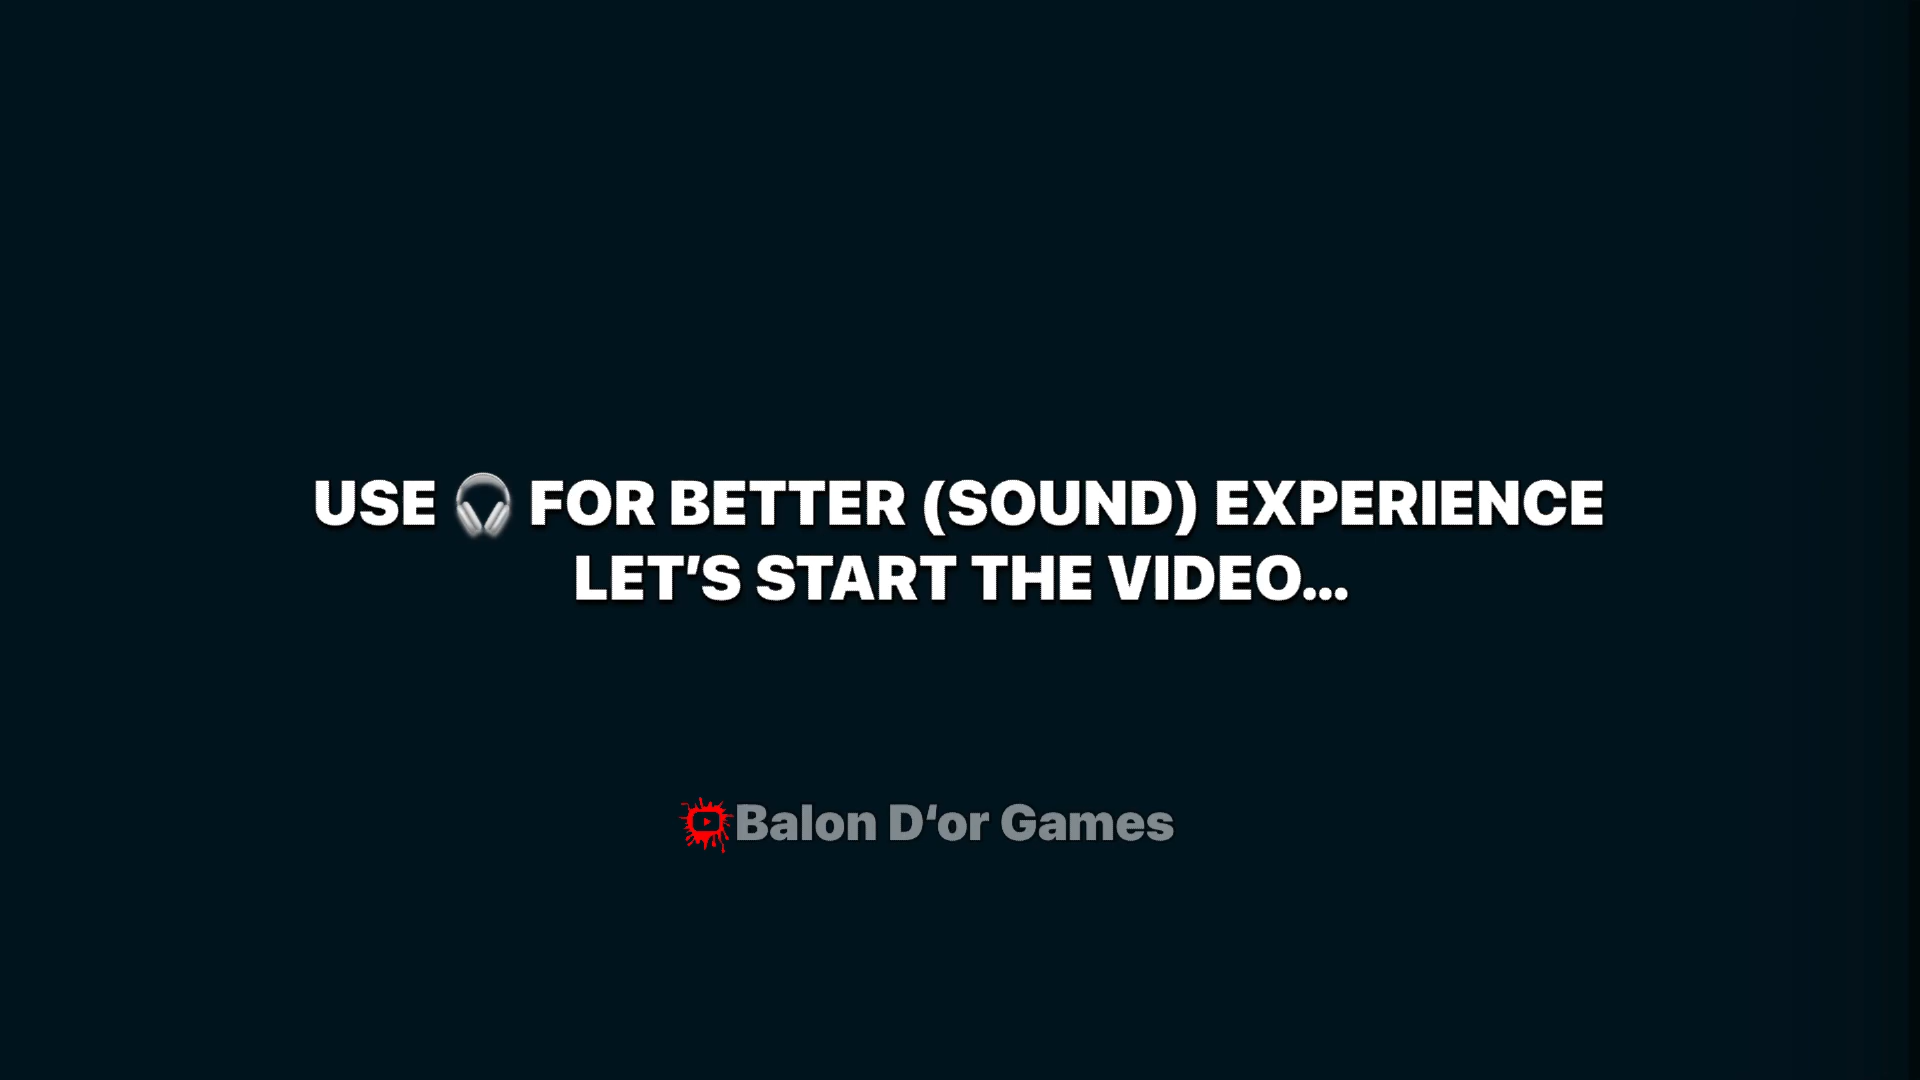 USE 🎧 FOR BETTER (SOUND) EXPERIENCE
LET’S START THE VIDEO...
Balon D‘or Games